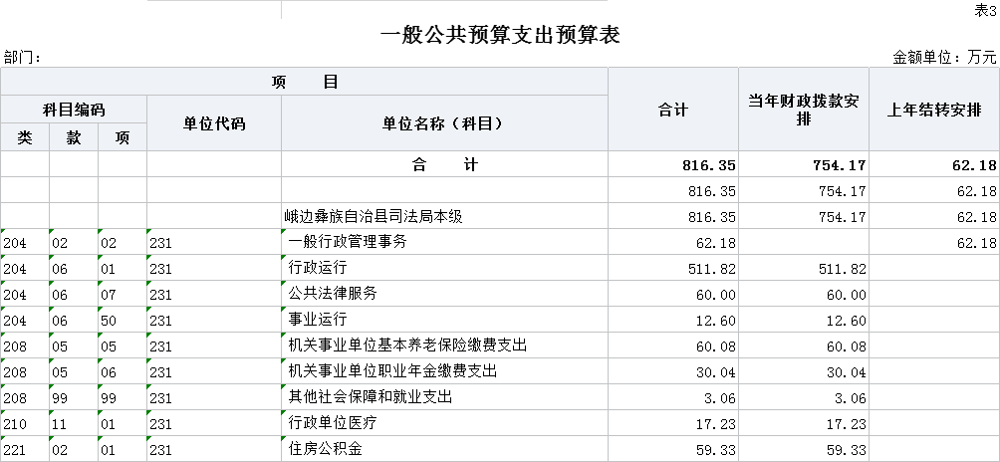 表3
一般公共预算支出预算表
部门：
金额单位：万元
项 目
合计
当年财政拨款安
排
上年结转安排
科目编码
单位代码
单位名称（科目）
类 款 项
合 计 816.35 754.17 62.18
816.35 754.17 62.18
峨边彝族自治县司法局本级 816.35 754.17 62.18
204 02 02 231 一般行政管理事务 62.18 62.18
204 06 01 231 行政运行 511.82 511.82
204 06 07 231 公共法律服务 60.00 60.00
204 06 50 231 事业运行 12.60 12.60
208 05 05 231 机关事业单位基本养老保险缴费支出 60.08 60.08
208 05 06 231 机关事业单位职业年金缴费支出 30.04 30.04
208 99 99 231 其他社会保障和就业支出 3.06 3.06
210 11 01 231 行政单位医疗 17.23 17.23
221 02 01 231 住房公积金 59.33 59.33